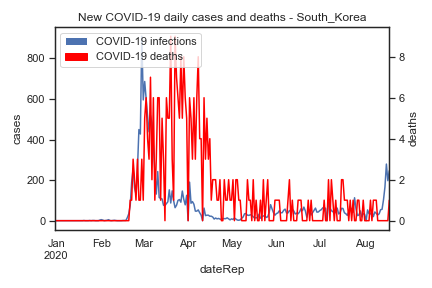 New COVID-19 daily cases and deaths - South_Korea
COVID-19 infections
COVID-19 deaths
800
600
400
200
0
cases
8
6
4
2
0
deaths
Jan Feb Mar Apr May Jun Jul Aug
2020
dateRep